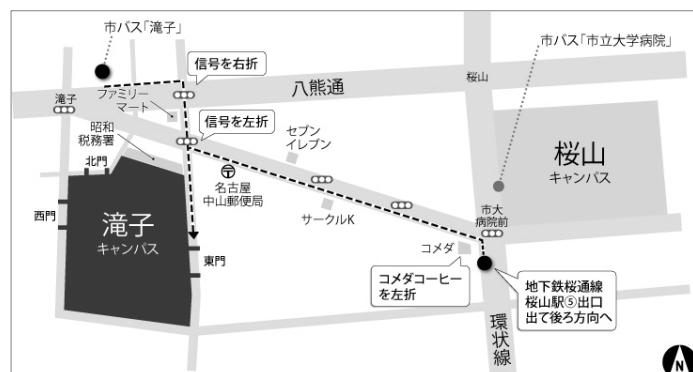 市バス「滝子」
市バス「市立大学病院」
信号を右折
八熊通
桜山
滝子
ファミリー
マート
信号を左折
昭和
税務署
セブン
イレブン
北門
〒
名古屋
中山郵便局
桜山
キャンパス
西門
滝子
キャンパス
サークルK
市大
病院前
東門
コメダ
コメダコーヒー
を左折
地下鉄桜通線
桜山駅⑤出口
出て後ろ方向へ
環状線
N